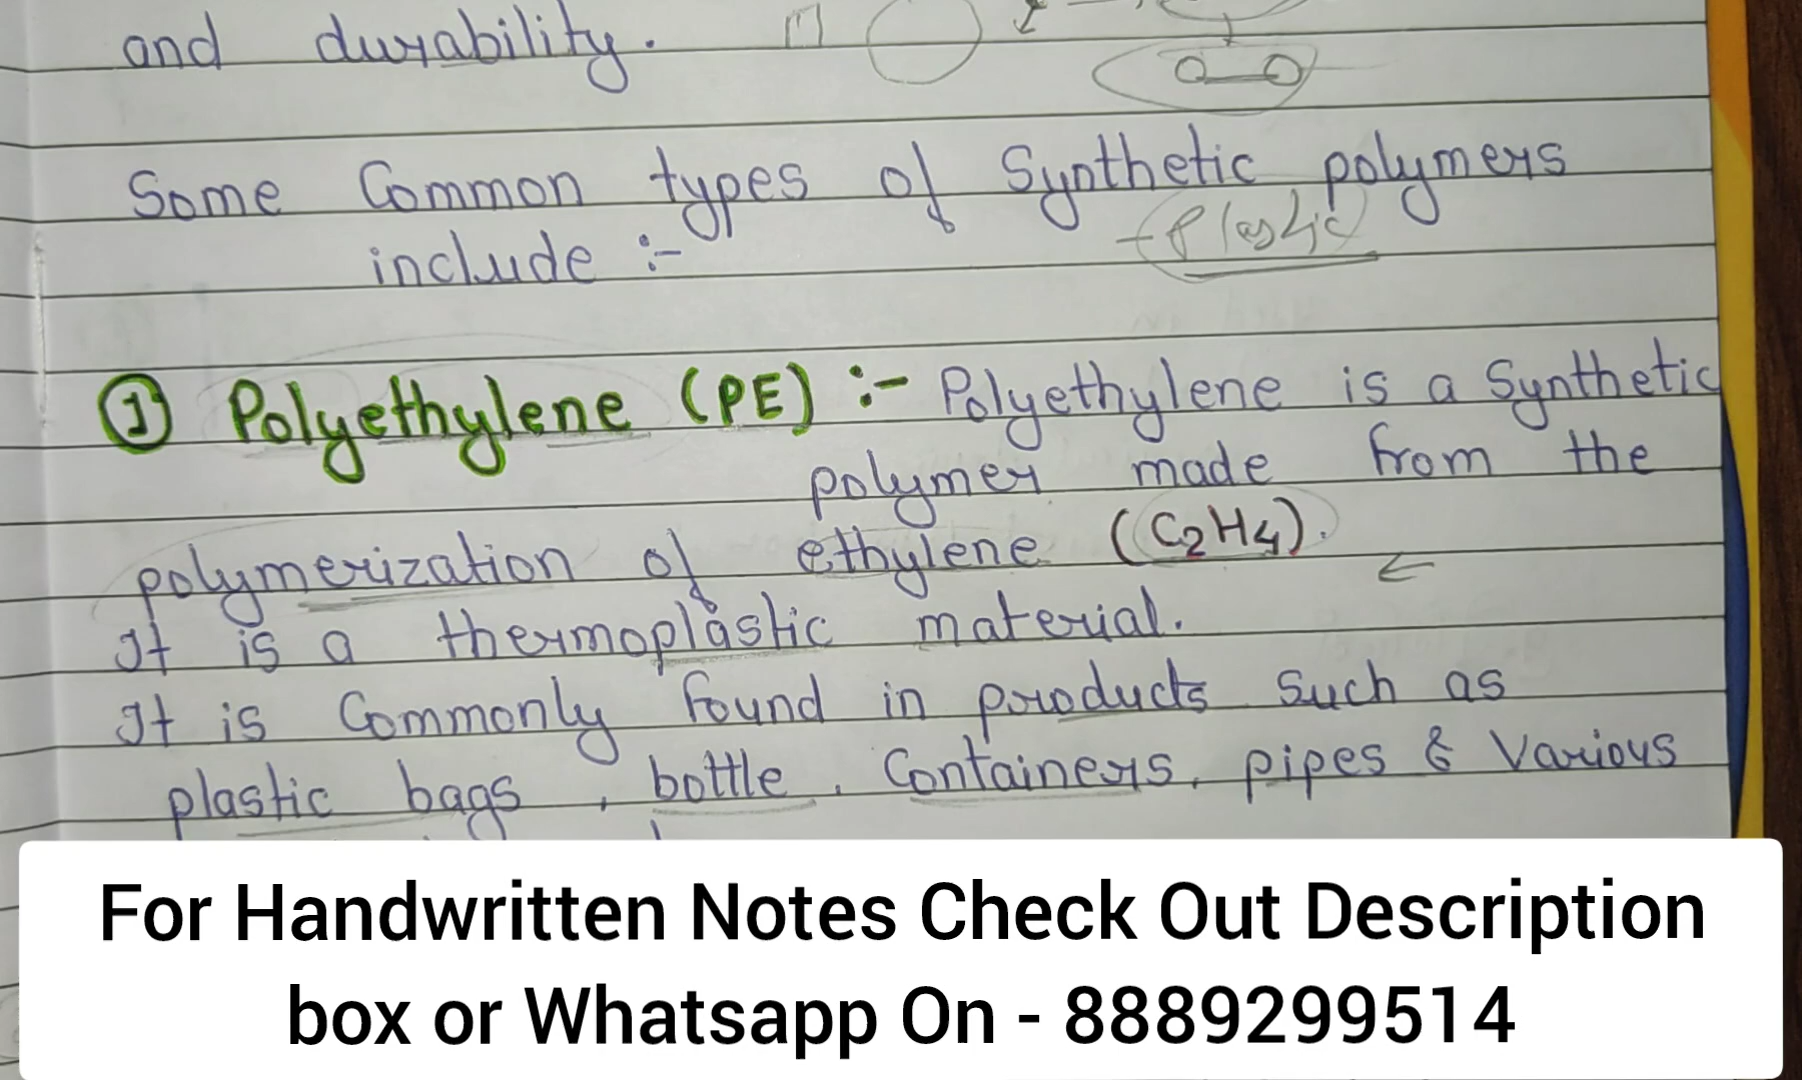 and durability.
Some Common types of Synthetic polymers
Plastic
include :-
① Polyethylene (PE) :- Polyethylene is a Synthetic
polymer made from the
polymerization of ethylene (C2H4).
It is a thermoplastic material.
It is Commonly found in products such as
plastic bags, bottle, Containers, pipes & Various
For Handwritten Notes Check Out Description
box or Whatsapp On - 8889299514